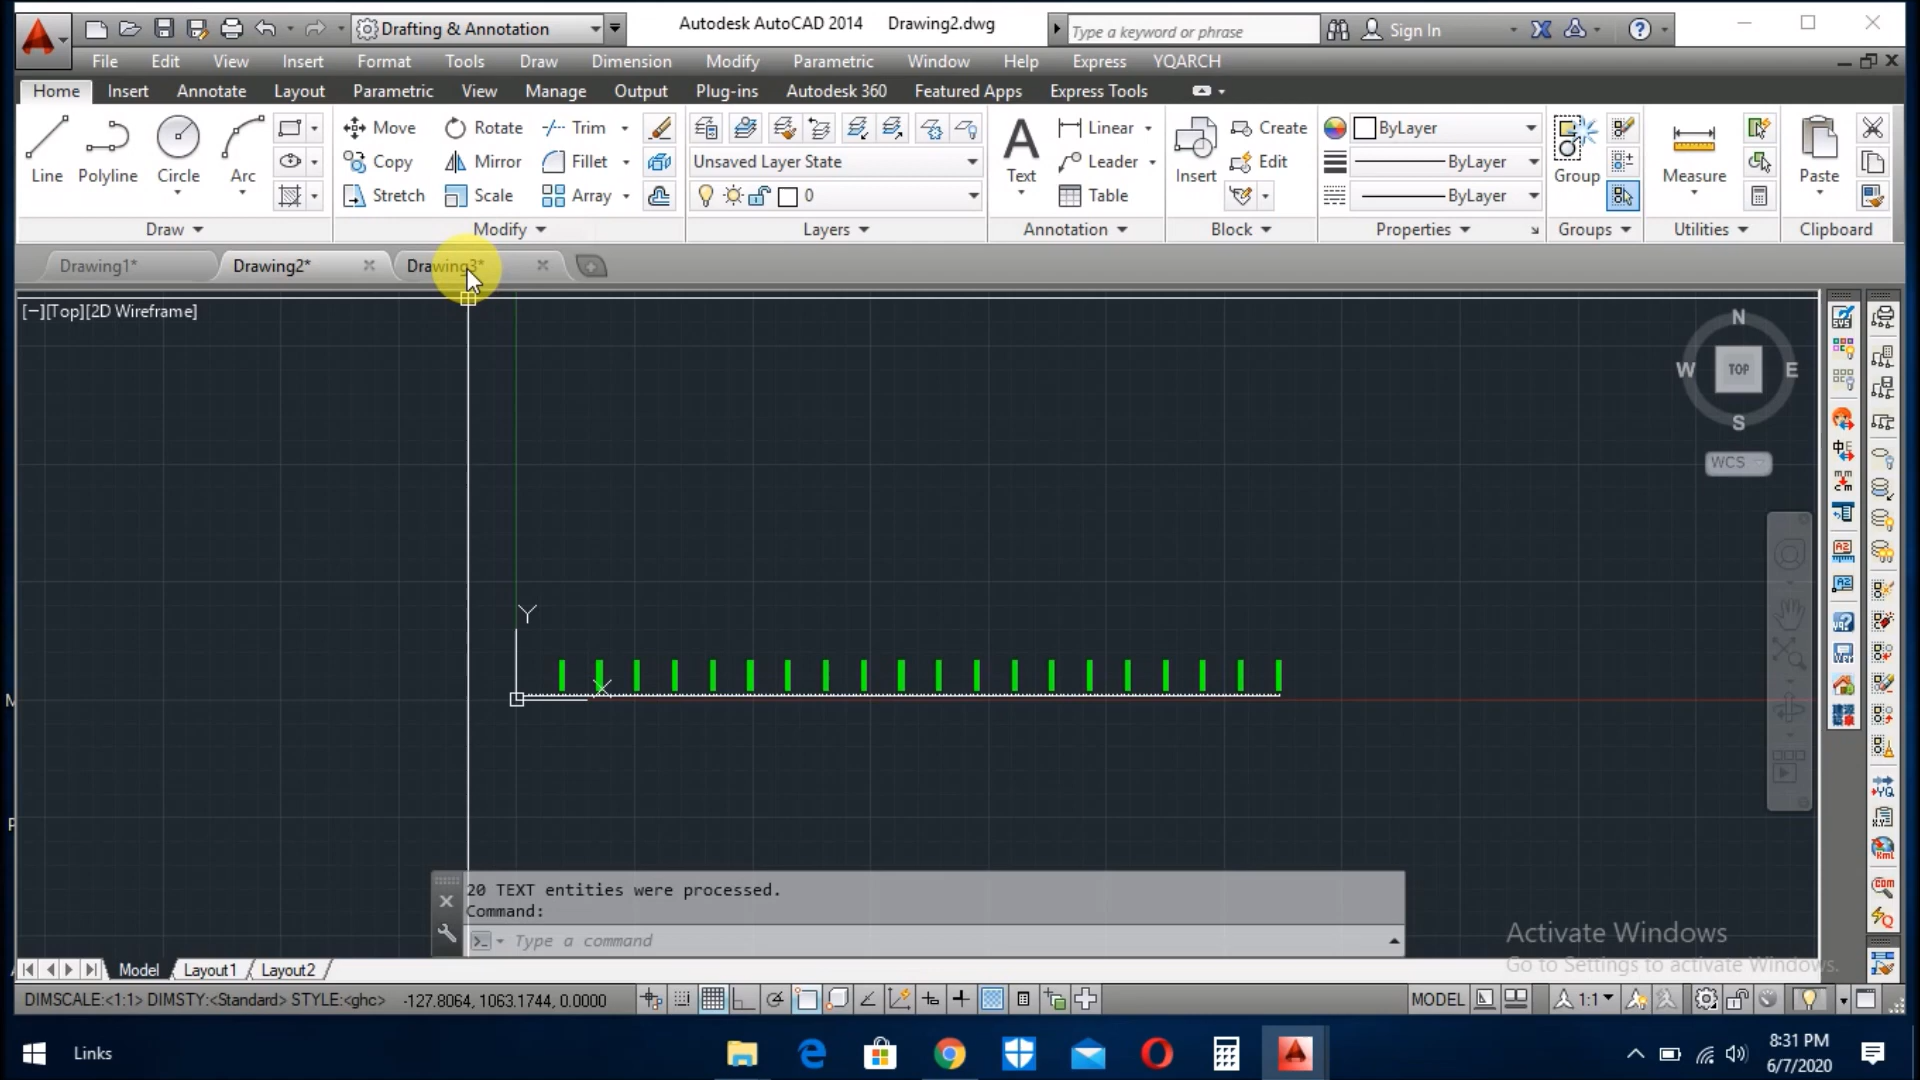 Drafting & Annotation
Autodesk AutoCAD 2014 Drawing2.dwg
Type a keyword or phrase
Sign In
File Edit View Insert Format Tools Draw Dimension Modify Parametric Window Help Express YQARCH
Home Insert Annotate Layout Parametric View Manage Output Plug-ins Autodesk 360 Featured Apps Express Tools
Move Rotate Trim Linear Create ByLayer
Copy Mirror Fillet Unsaved Layer State Leader Edit ByLayer
Line Polyline Circle Arc Text Insert Group Measure Paste
Stretch Scale Array 0 Table ByLayer
Draw Modify Layers Annotation Block Properties Groups Utilities Clipboard
Drawing1* Drawing2* Drawing3*
[−][Top][2D Wireframe]
N
W TOP E
S
WCS
Y
X
20 TEXT entities were processed.
Command:
Type a command
Activate Windows
Go to Settings to activate Windows.
Model Layout1 Layout2
DIMSCALE:<1:1> DIMSTY:<Standard> STYLE:<ghc> -127.8064, 1063.1744, 0.0000 MODEL 1:1
Links
8:31 PM
6/7/2020